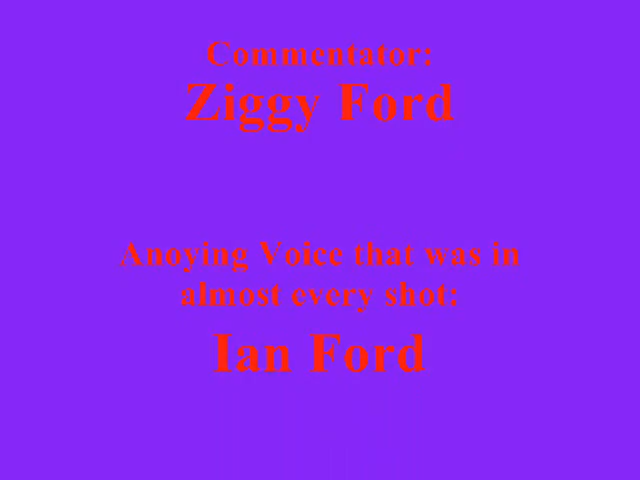 Commentator:
Ziggy Ford
Anoying Voice that was in
almost every shot:
Ian Ford